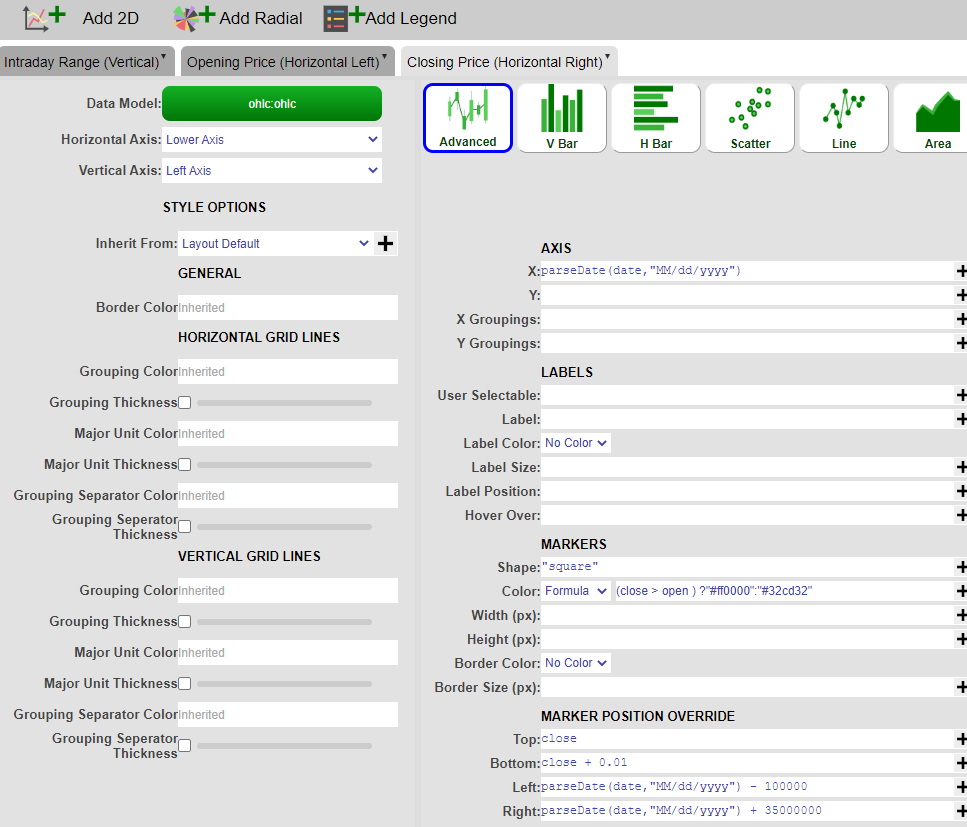 Add 2D Add Radial Add Legend
Intraday Range (Vertical) Opening Price (Horizontal Left) Closing Price (Horizontal Right)
Data Model: ohlc:ohlc
Horizontal Axis: Lower Axis
Vertical Axis: Left Axis
STYLE OPTIONS
Inherit From: Layout Default
GENERAL
Border Color Inherited
HORIZONTAL GRID LINES
Grouping Color Inherited
Grouping Thickness
Major Unit Color Inherited
Major Unit Thickness
Grouping Separator Color Inherited
Grouping Seperator
Thickness
VERTICAL GRID LINES
Grouping Color Inherited
Grouping Thickness
Major Unit Color Inherited
Major Unit Thickness
Grouping Separator Color Inherited
Grouping Seperator
Thickness
Advanced V Bar H Bar Scatter Line Area
AXIS
X: parseDate(date,"MM/dd/yyyy")
Y:
X Groupings:
Y Groupings:
LABELS
User Selectable:
Label:
Label Color: No Color
Label Size:
Label Position:
Hover Over:
MARKERS
Shape: "square"
Color: Formula (close > open ) ?"#ff0000":"#32cd32"
Width (px):
Height (px):
Border Color: No Color
Border Size (px):
MARKER POSITION OVERRIDE
Top: close
Bottom: close + 0.01
Left: parseDate(date,"MM/dd/yyyy") - 100000
Right: parseDate(date,"MM/dd/yyyy") + 35000000